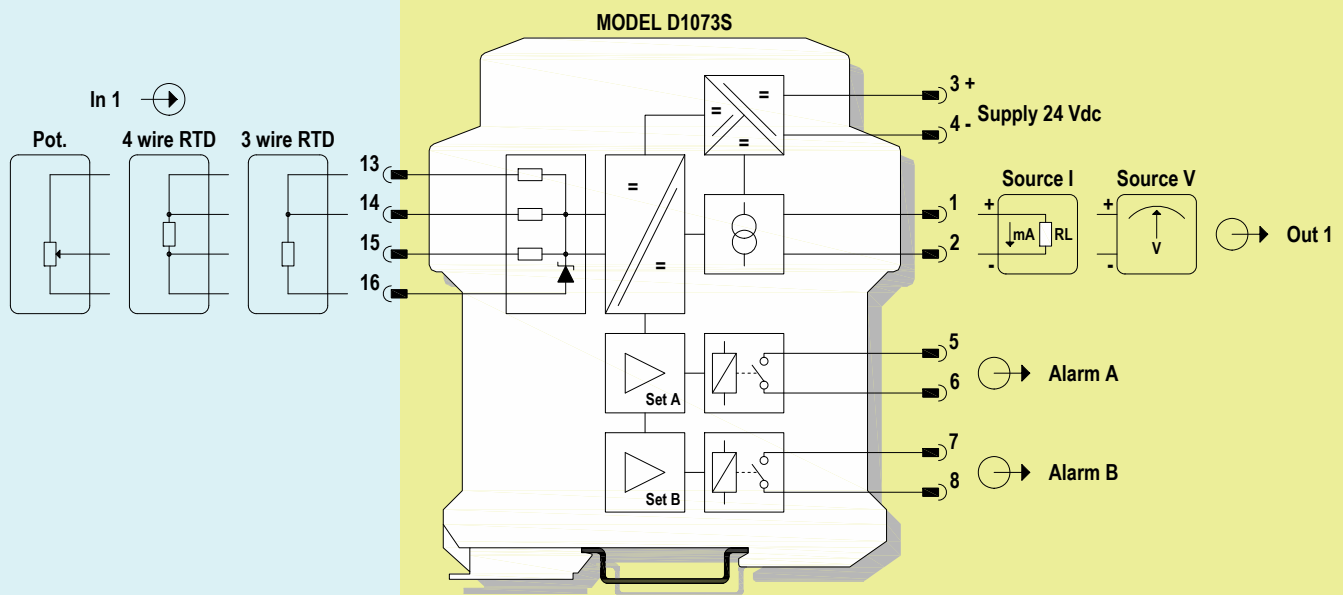 MODEL D1073S
In 1
Pot.
4 wire RTD
3 wire RTD
13
14
15
16
=
=
=
=
=
3 +
4 -
Supply 24 Vdc
1
2
Source I
+
mA
RL
-
Source V
+
V
-
Out 1
Set A
5
6
Alarm A
Set B
7
8
Alarm B